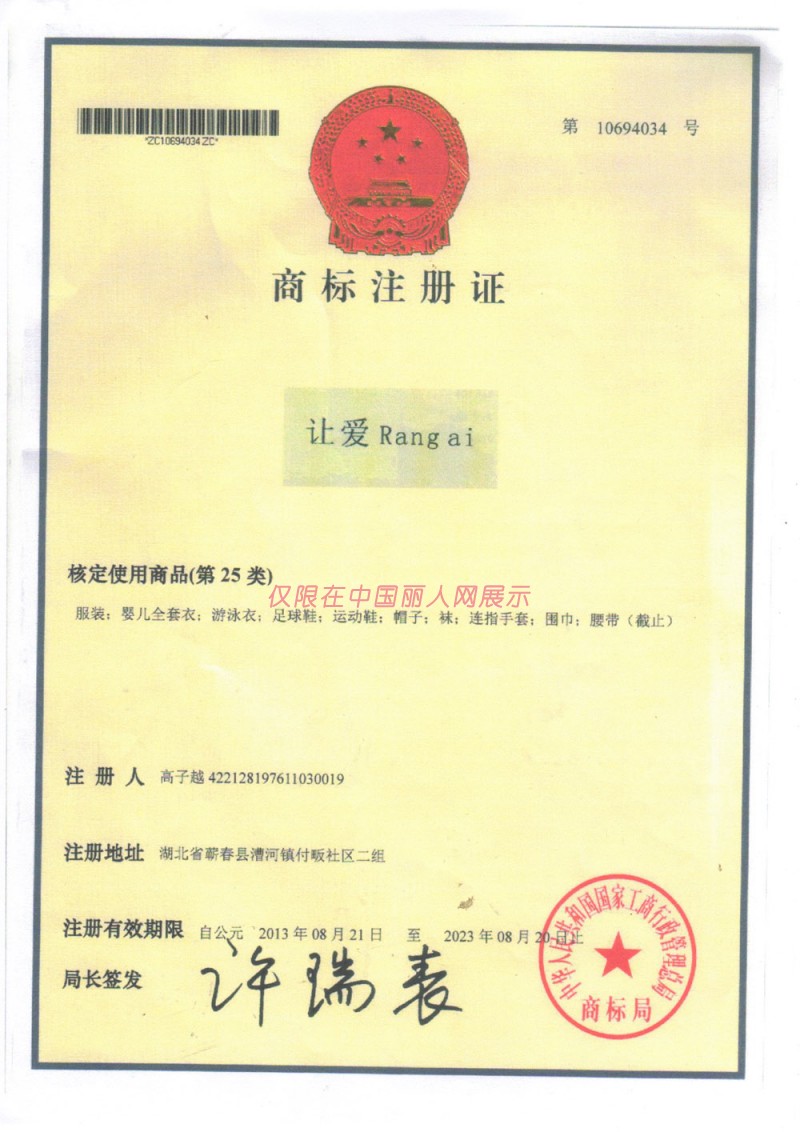 *ZC10694034ZC*
第 10694034 号
商标注册证
让爱 Rang ai
核定使用商品(第 25 类)
仅限在中国丽人网展示
服装；婴儿全套衣；游泳衣；足球鞋；运动鞋；帽子；袜；连指手套；围巾；腰带（截止）
注册人 高子越 422128197611030019
注册地址 湖北省蕲春县漕河镇付畈社区二组
注册有效期限 自公元 2013 年 08 月 21 日 至 2023 年 08 月 20 日止
局长签发 许瑞表
中华人民共和国国家工商行政管理总局
商标局